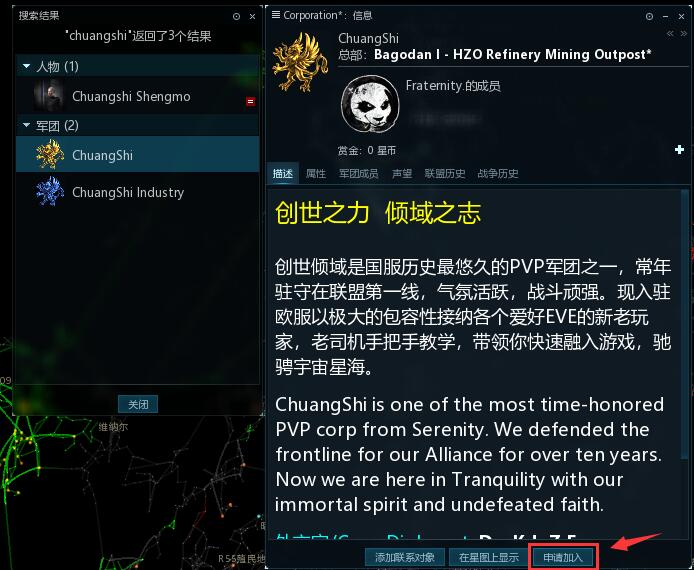 搜索结果
"chuangshi"返回了3个结果
人物 (1)
Chuangshi Shengmo
军团 (2)
ChuangShi
ChuangShi Industry
关闭
维纳尔
Corporation*：信息
ChuangShi
总部：Bagodan I - HZO Refinery Mining Outpost*
Fraternity.的成员
赏金：0 星币
描述 属性 军团成员 声望 联盟历史 战争历史
创世之力 倾域之志
创世倾域是国服历史最悠久的PVP军团之一，常年
驻守在联盟第一线，气氛活跃，战斗顽强。现入驻
欧服以极大的包容性接纳各个爱好EVE的新老玩
家，老司机手把手教学，带领你快速融入游戏，驰
骋宇宙星海。
ChuangShi is one of the most time-honored
PVP corp from Serenity. We defended the
frontline for our Alliance for over ten years.
Now we are here in Tranquility with our
immortal spirit and undefeated faith.
添加联系对象 在星图上显示 申请加入